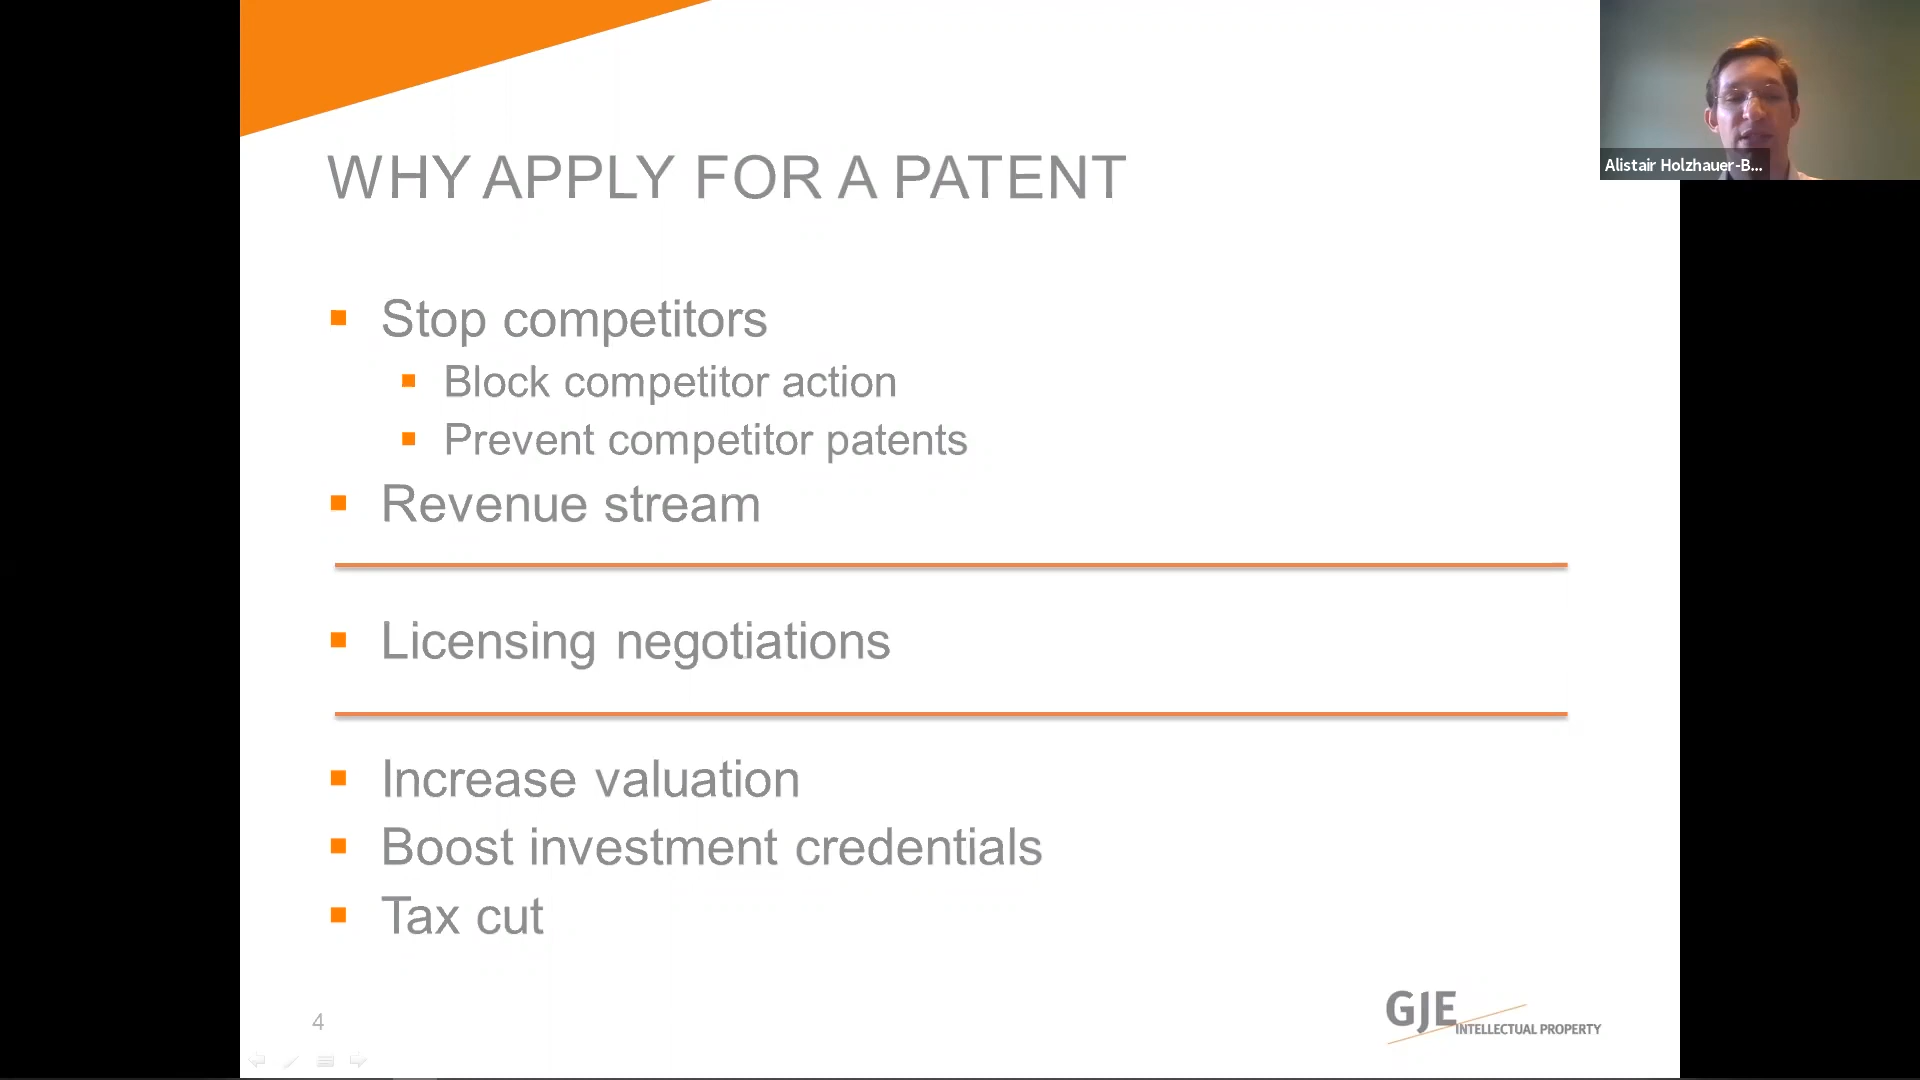 WHY APPLY FOR A PATENT
Alistair Holzhauer-B...
Stop competitors
Block competitor action
Prevent competitor patents
Revenue stream
Licensing negotiations
Increase valuation
Boost investment credentials
Tax cut
4
GJE
INTELLECTUAL PROPERTY